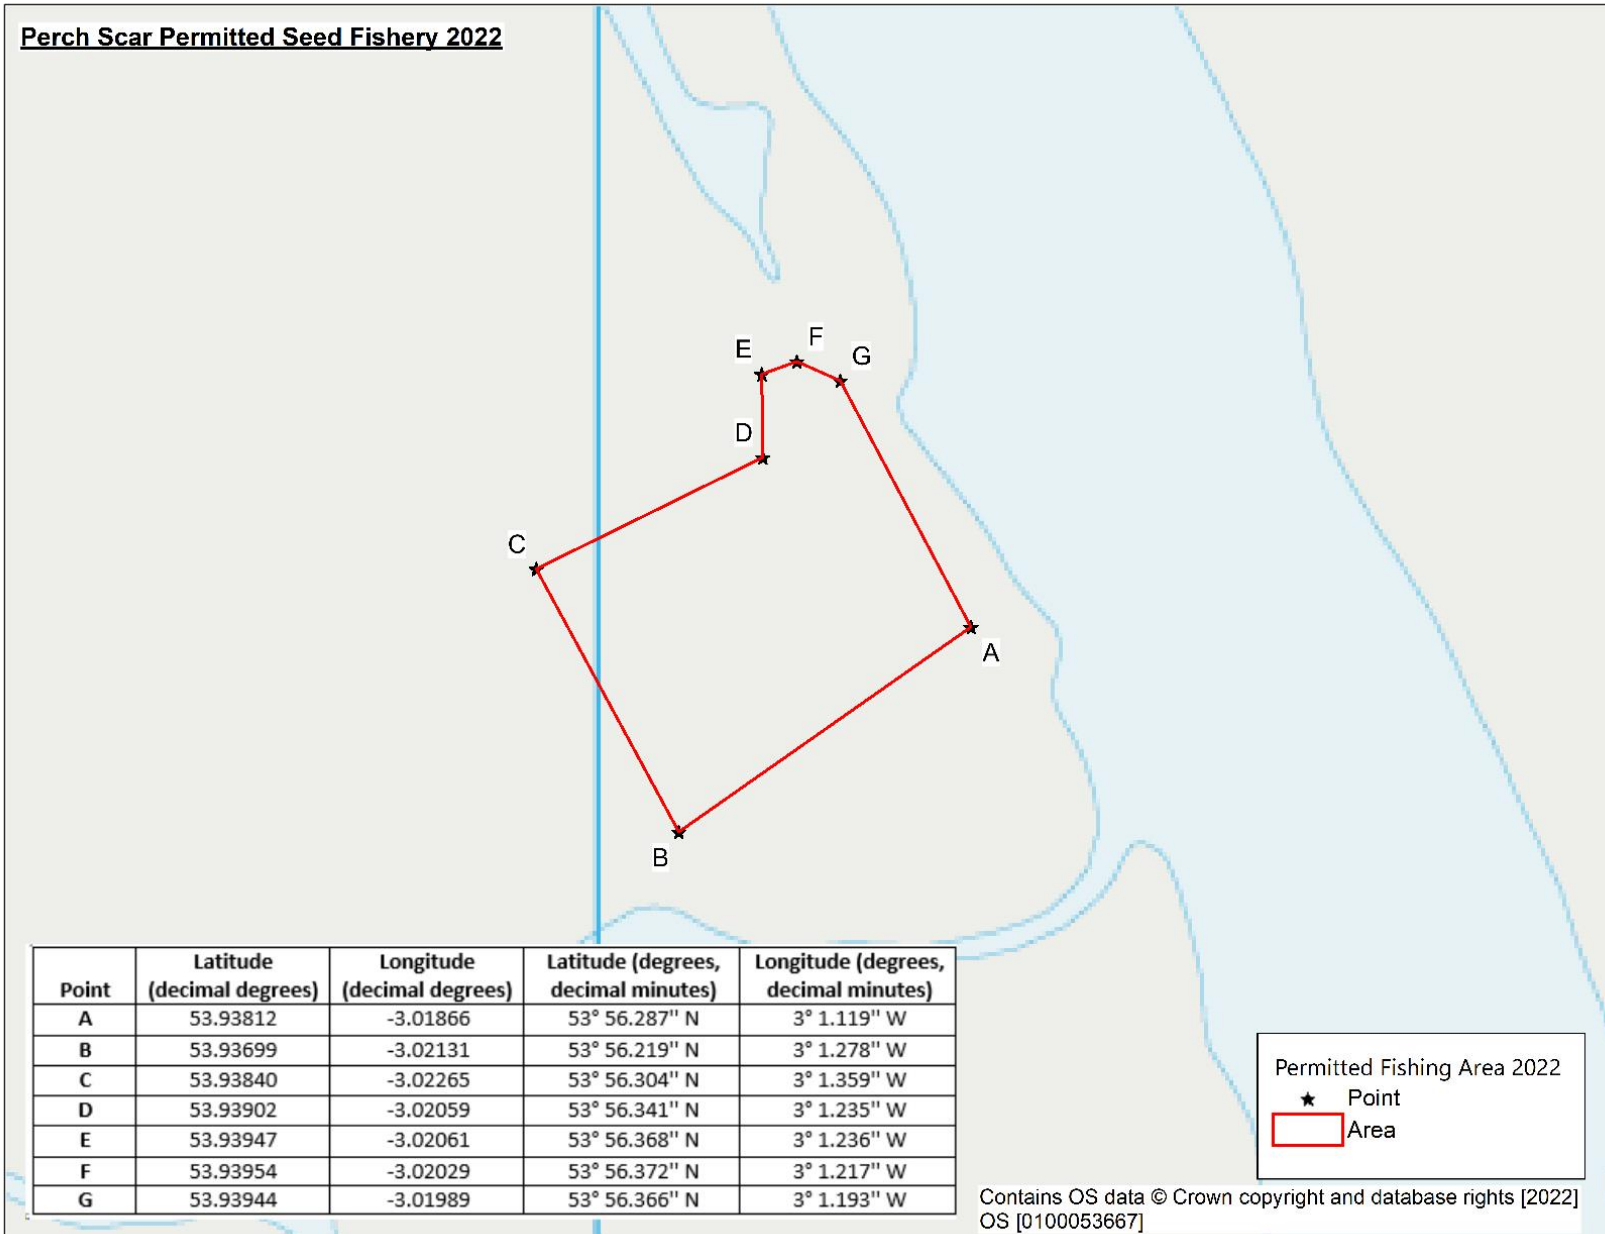 Perch Scar Permitted Seed Fishery 2022
F
E
G
D
C
A
B
Point Latitude (decimal degrees) Longitude (decimal degrees) Latitude (degrees, decimal minutes) Longitude (degrees, decimal minutes)
A 53.93812 -3.01866 53° 56.287" N 3° 1.119" W
B 53.93699 -3.02131 53° 56.219" N 3° 1.278" W
C 53.93840 -3.02265 53° 56.304" N 3° 1.359" W
D 53.93902 -3.02059 53° 56.341" N 3° 1.235" W
E 53.93947 -3.02061 53° 56.368" N 3° 1.236" W
F 53.93954 -3.02029 53° 56.372" N 3° 1.217" W
G 53.93944 -3.01989 53° 56.366" N 3° 1.193" W
Permitted Fishing Area 2022
Point
Area
Contains OS data © Crown copyright and database rights [2022]
OS [0100053667]